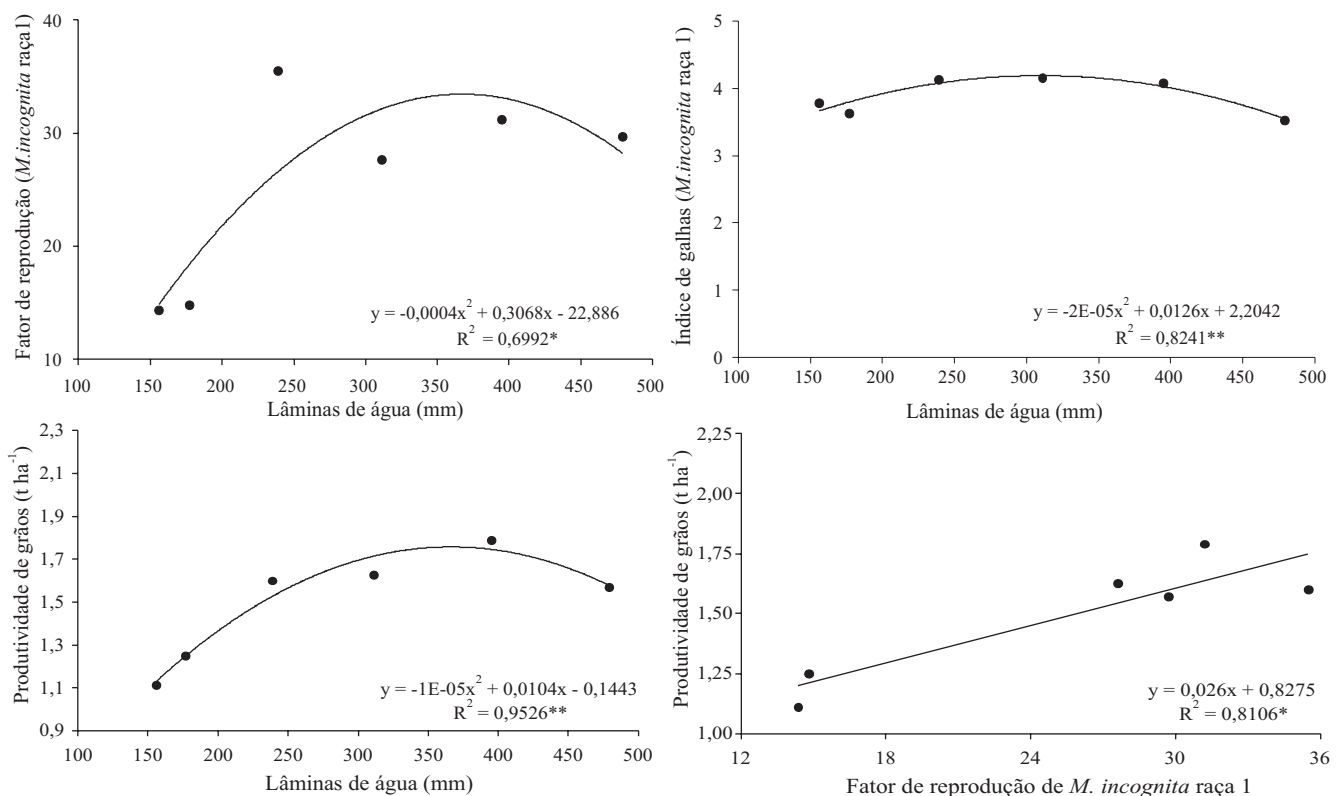 Fator de reprodução (M.incognita raça1)
40
30
20
10
y = -0,0004x² + 0,3068x - 22,886
R² = 0,6992*
100 150 200 250 300 350 400 450 500
Lâminas de água (mm)
Índice de galhas (M.incognita raça 1)
5
4
3
2
1
0
y = -2E-05x² + 0,0126x + 2,2042
R² = 0,8241**
100 150 200 250 300 350 400 450 500
Lâminas de água (mm)
Produtividade de grãos (t ha⁻¹)
2,3
2,1
1,9
1,7
1,5
1,3
1,1
0,9
y = -1E-05x² + 0,0104x - 0,1443
R² = 0,9526**
100 150 200 250 300 350 400 450 500
Lâminas de água (mm)
Produtividade de grãos (t ha⁻¹)
2,25
2,00
1,75
1,50
1,25
1,00
y = 0,026x + 0,8275
R² = 0,8106*
12 18 24 30 36
Fator de reprodução de M. incognita raça 1